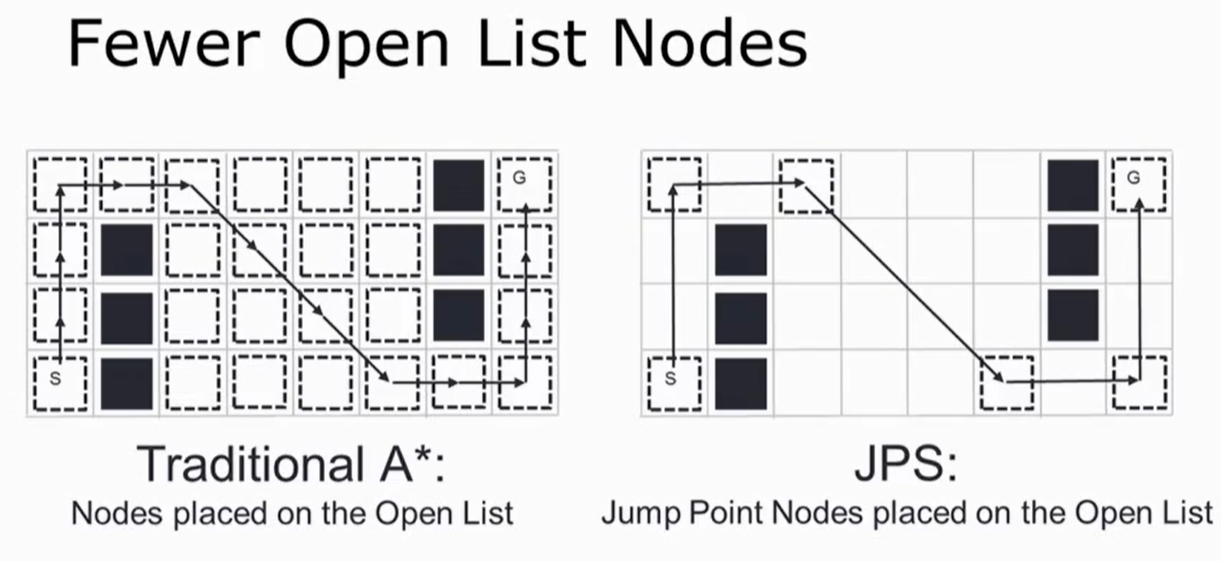 Fewer Open List Nodes
G
S
G
S
Traditional A*:
Nodes placed on the Open List
JPS:
Jump Point Nodes placed on the Open List